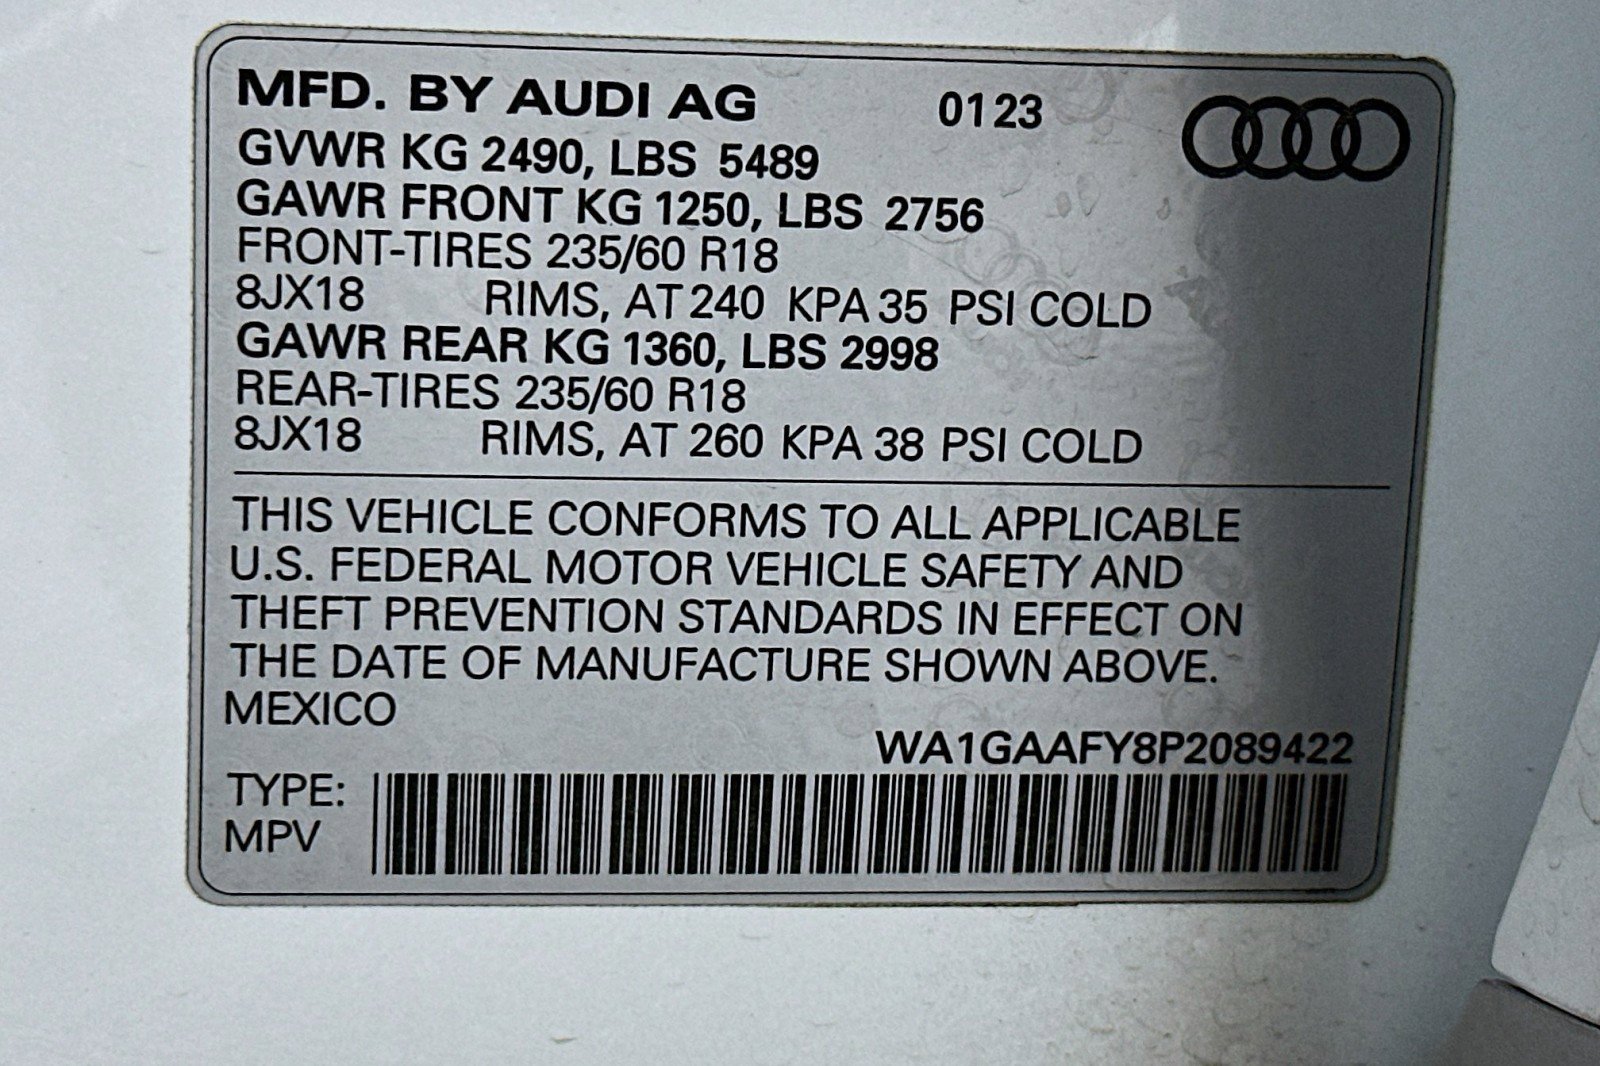 MFD. BY AUDI AG 01 23
GVWR KG 2490, LBS 5489
GAWR FRONT KG 1250, LBS 2756
FRONT-TIRES 235/60 R18
8JX18 RIMS, AT 240 KPA 35 PSI COLD
GAWR REAR KG 1360, LBS 2998
REAR-TIRES 235/60 R18
8JX18 RIMS, AT 260 KPA 38 PSI COLD
THIS VEHICLE CONFORMS TO ALL APPLICABLE
U.S. FEDERAL MOTOR VEHICLE SAFETY AND
THEFT PREVENTION STANDARDS IN EFFECT ON
THE DATE OF MANUFACTURE SHOWN ABOVE.
MEXICO
WA1GAAFY8P2089422
TYPE:
MPV